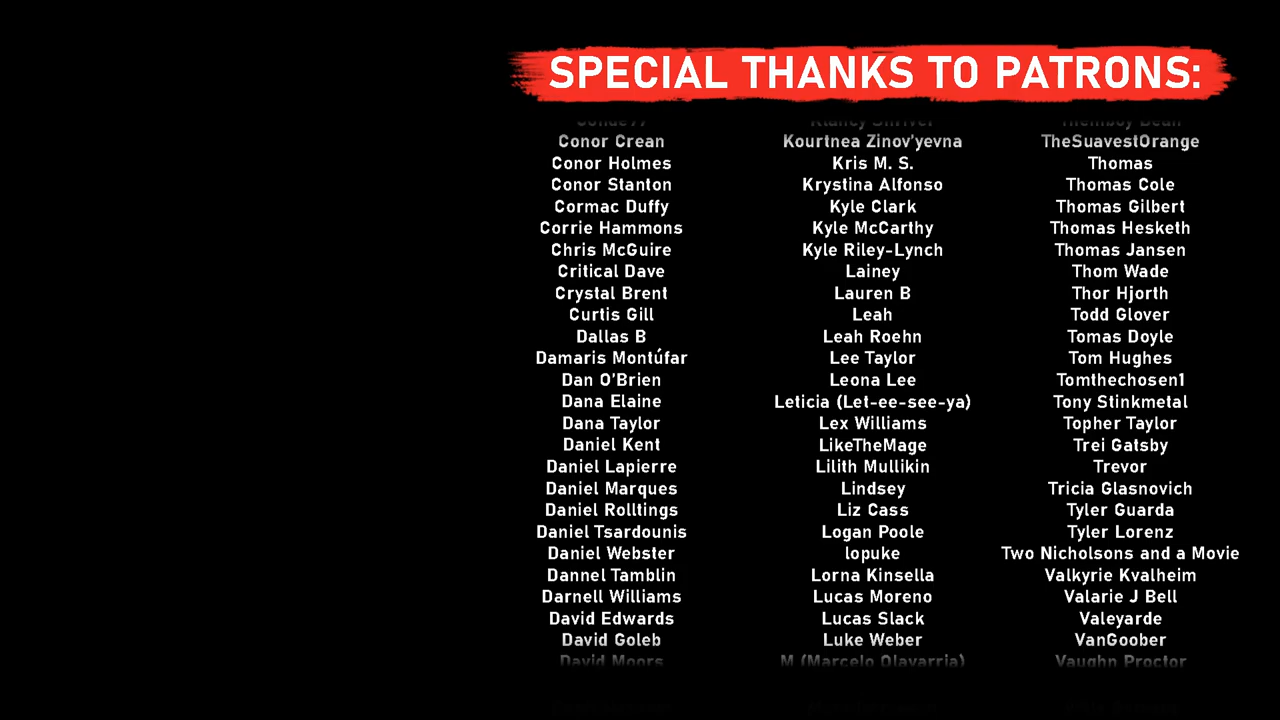 SPECIAL THANKS TO PATRONS:
Conor Crean
Conor Holmes
Conor Stanton
Cormac Duffy
Corrie Hammons
Chris McGuire
Critical Dave
Crystal Brent
Curtis Gill
Dallas B
Damaris Montúfar
Dan O'Brien
Dana Elaine
Dana Taylor
Daniel Kent
Daniel Lapierre
Daniel Marques
Daniel Rolltings
Daniel Tsardounis
Daniel Webster
Dannel Tamblin
Darnell Williams
David Edwards
David Goleb
David Moors
Kourtnea Zinov'yevna
Kris M. S.
Krystina Alfonso
Kyle Clark
Kyle McCarthy
Kyle Riley-Lynch
Lainey
Lauren B
Leah
Leah Roehn
Lee Taylor
Leona Lee
Leticia (Let-ee-see-ya)
Lex Williams
LikeTheMage
Lilith Mullikin
Lindsey
Liz Cass
Logan Poole
lopuke
Lorna Kinsella
Lucas Moreno
Lucas Slack
Luke Weber
M (Marcelo Olavarria)
TheSuavestOrange
Thomas
Thomas Cole
Thomas Gilbert
Thomas Hesketh
Thomas Jansen
Thom Wade
Thor Hjorth
Todd Glover
Tomas Doyle
Tom Hughes
Tomthechosen1
Tony Stinkmetal
Topher Taylor
Trei Gatsby
Trevor
Tricia Glasnovich
Tyler Guarda
Tyler Lorenz
Two Nicholsons and a Movie
Valkyrie Kvalheim
Valarie J Bell
Valeyarde
VanGoober
Vaughn Proctor